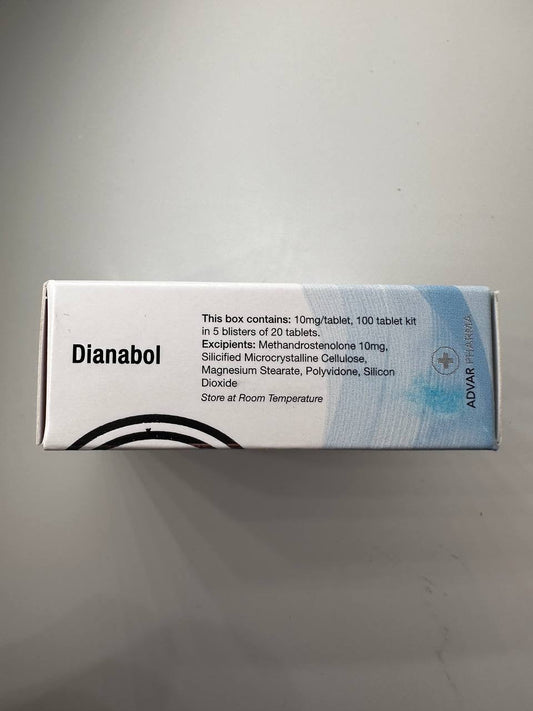 Dianabol
This box contains: 10mg/tablet, 100 tablet kit
in 5 blisters of 20 tablets.
Excipients: Methandrostenolone 10mg,
Silicified Microcrystalline Cellulose,
Magnesium Stearate, Polyvidone, Silicon
Dioxide
Store at Room Temperature
ADVAR PHARMA